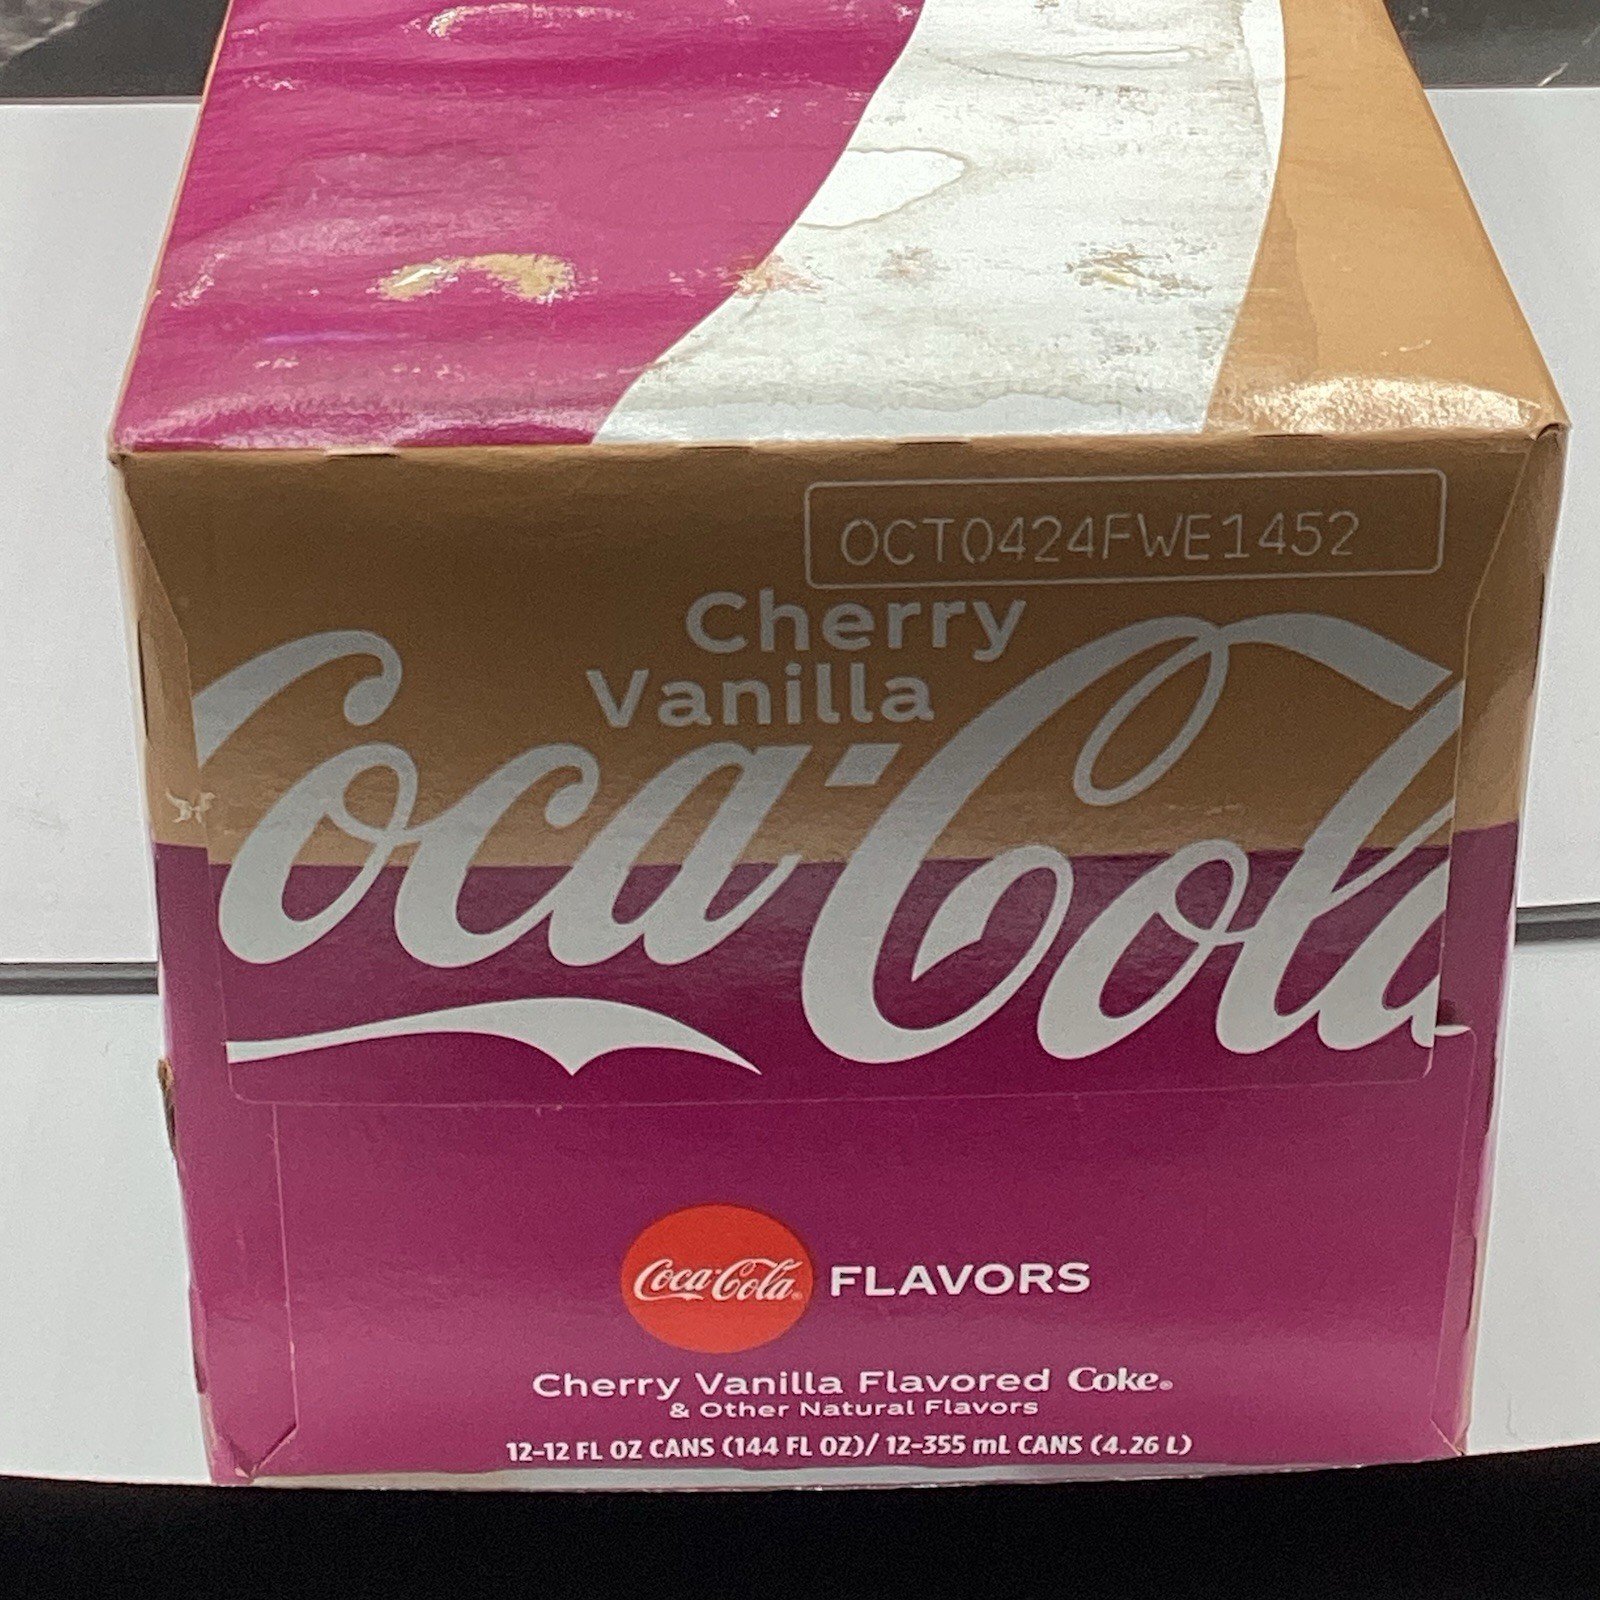 OCT0424FWE1452
Cherry
Vanilla
Coca-Cola
Coca-Cola® FLAVORS
Cherry Vanilla Flavored Coke®
& Other Natural Flavors
12-12 FL OZ CANS (144 FL OZ)/ 12-355 mL CANS (4.26 L)